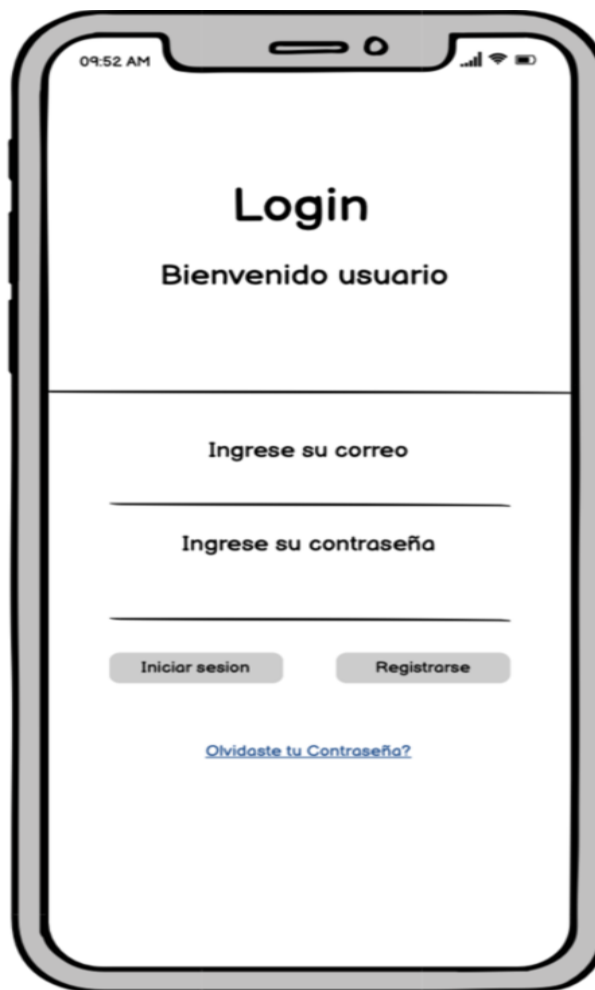 09:52 AM
Login
Bienvenido usuario
Ingrese su correo
Ingrese su contraseña
Iniciar sesion
Registrarse
Olvidaste tu Contraseña?